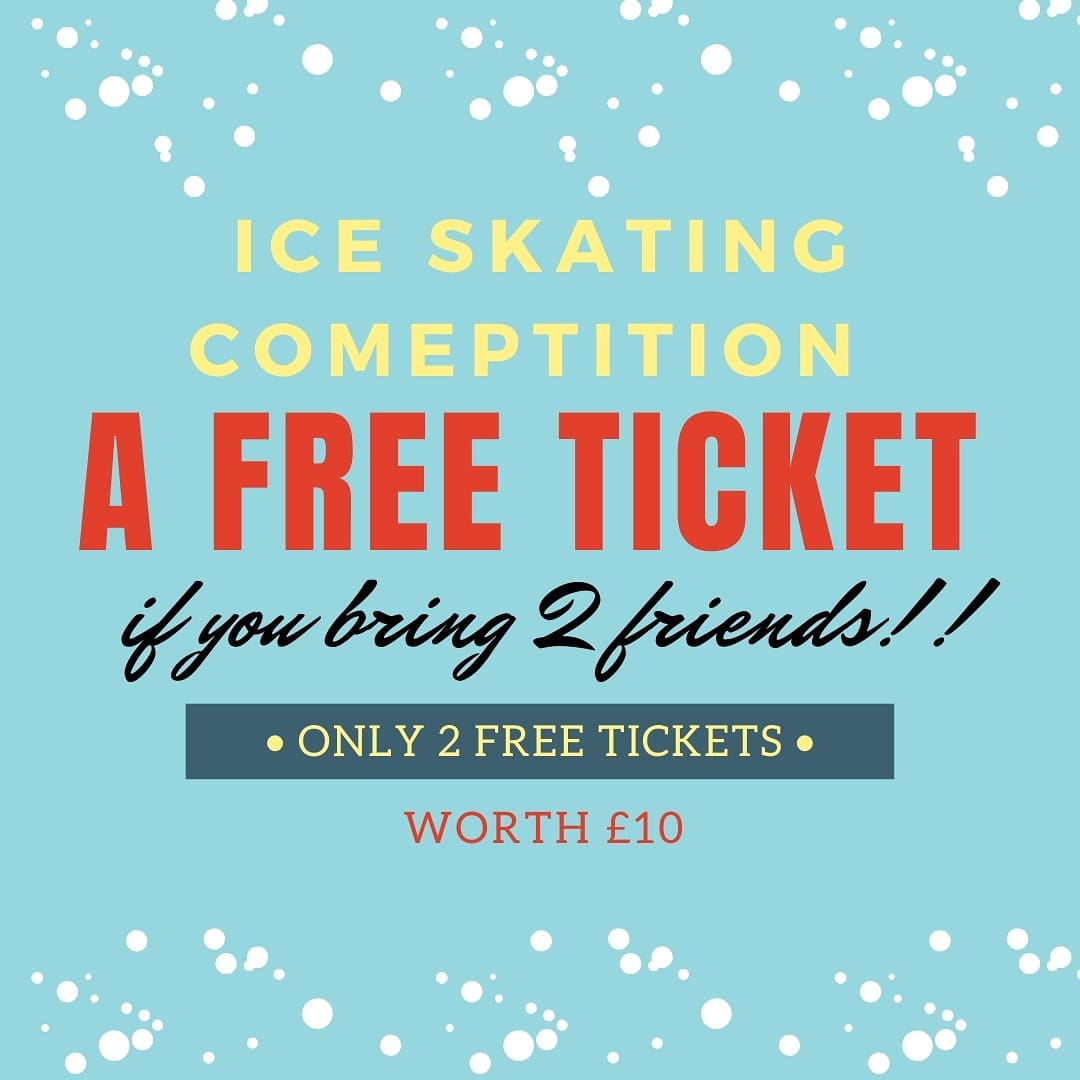 ICE SKATING
COMEPTITION
A FREE TICKET
if you bring 2 friends!!
• ONLY 2 FREE TICKETS •
WORTH £10